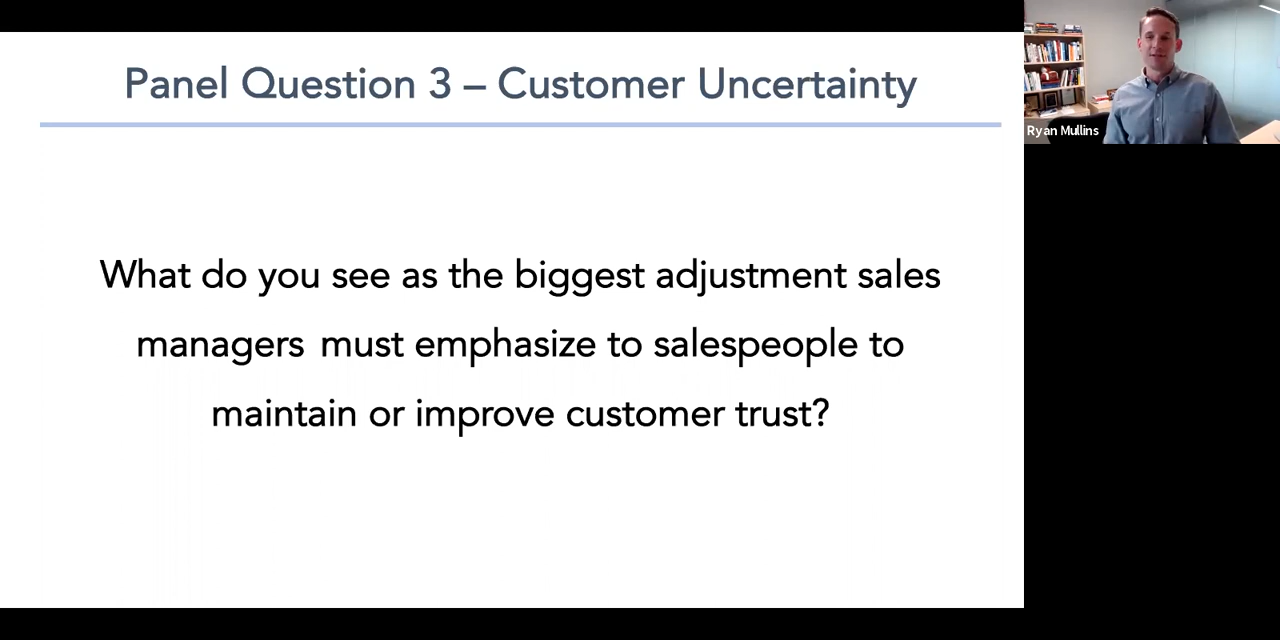 Panel Question 3 – Customer Uncertainty
What do you see as the biggest adjustment sales
managers must emphasize to salespeople to
maintain or improve customer trust?
Ryan Mullins